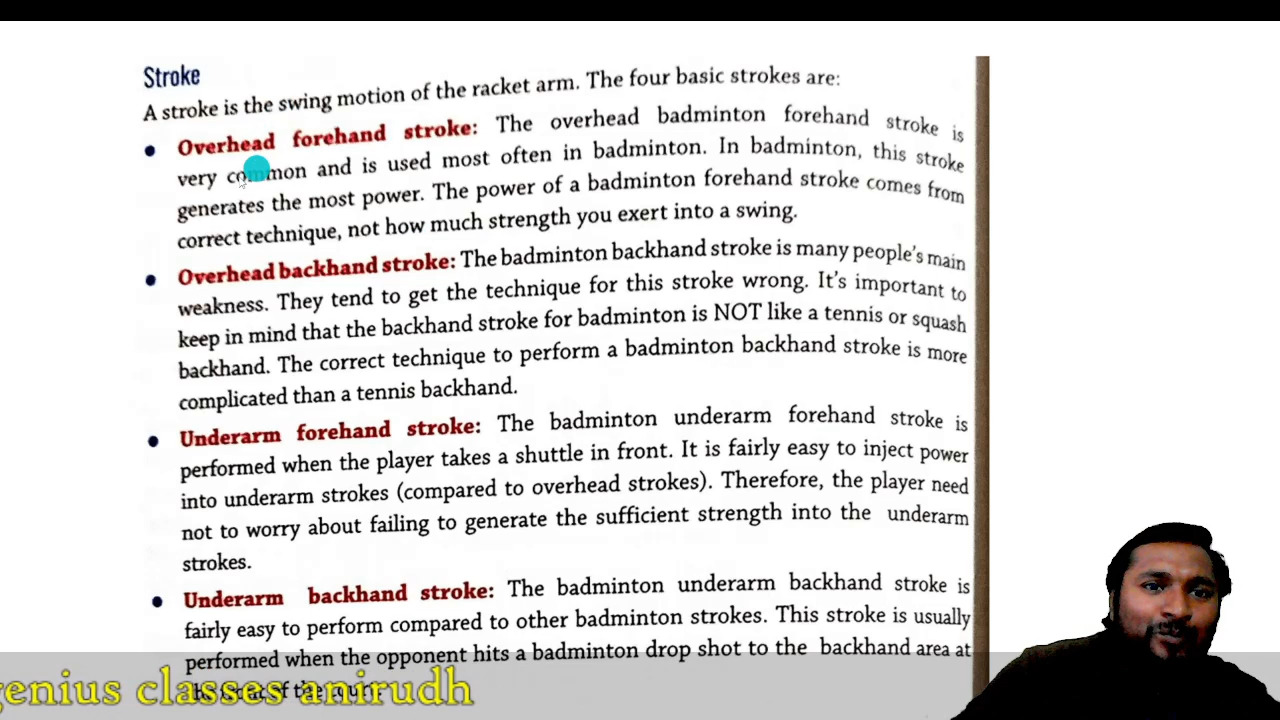 Stroke
A stroke is the swing motion of the racket arm. The four basic strokes are:
• Overhead forehand stroke: The overhead badminton forehand stroke is
very common and is used most often in badminton. In badminton, this stroke
generates the most power. The power of a badminton forehand stroke comes from
correct technique, not how much strength you exert into a swing.
• Overhead backhand stroke: The badminton backhand stroke is many people's main
weakness. They tend to get the technique for this stroke wrong. It's important to
keep in mind that the backhand stroke for badminton is NOT like a tennis or squash
backhand. The correct technique to perform a badminton backhand stroke is more
complicated than a tennis backhand.
• Underarm forehand stroke: The badminton underarm forehand stroke is
performed when the player takes a shuttle in front. It is fairly easy to inject power
into underarm strokes (compared to overhead strokes). Therefore, the player need
not to worry about failing to generate the sufficient strength into the underarm
strokes.
• Underarm backhand stroke: The badminton underarm backhand stroke is
fairly easy to perform compared to other badminton strokes. This stroke is usually
performed when the opponent hits a badminton drop shot to the backhand area at
of the
genius classes anirudh